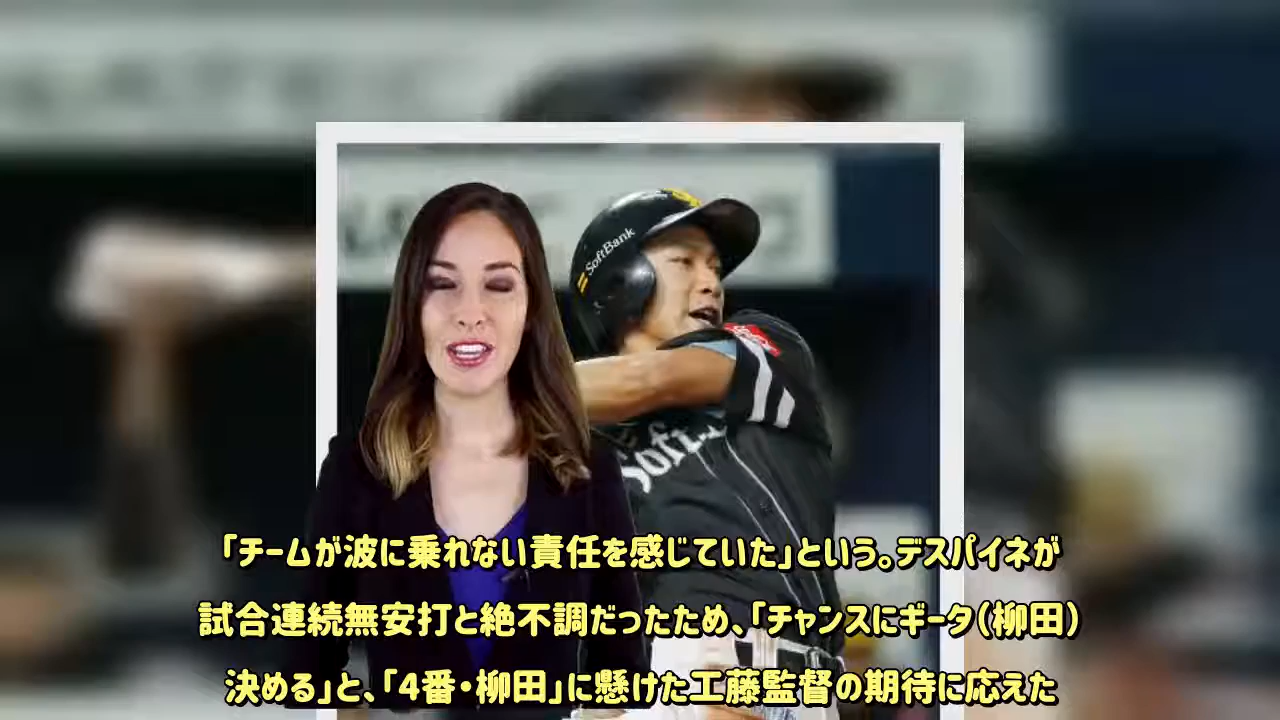 SoftBank
Soft
「チームが波に乗れない責任を感じていた」という。デスパイネが
試合連続無安打と絶不調だったため、「チャンスにギータ（柳田）
決める」と、「4番・柳田」に懸けた工藤監督の期待に応えた